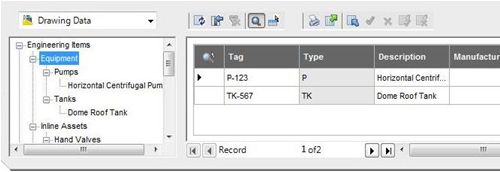 Drawing Data
Engineering Items
Equipment
Pumps
Horizontal Centrifugal Pum
Tanks
Dome Roof Tank
Inline Assets
Hand Valves
Tag Type Description Manufactur
P-123 P Horizontal Centrif...
TK-567 TK Dome Roof Tank
Record 1 of2